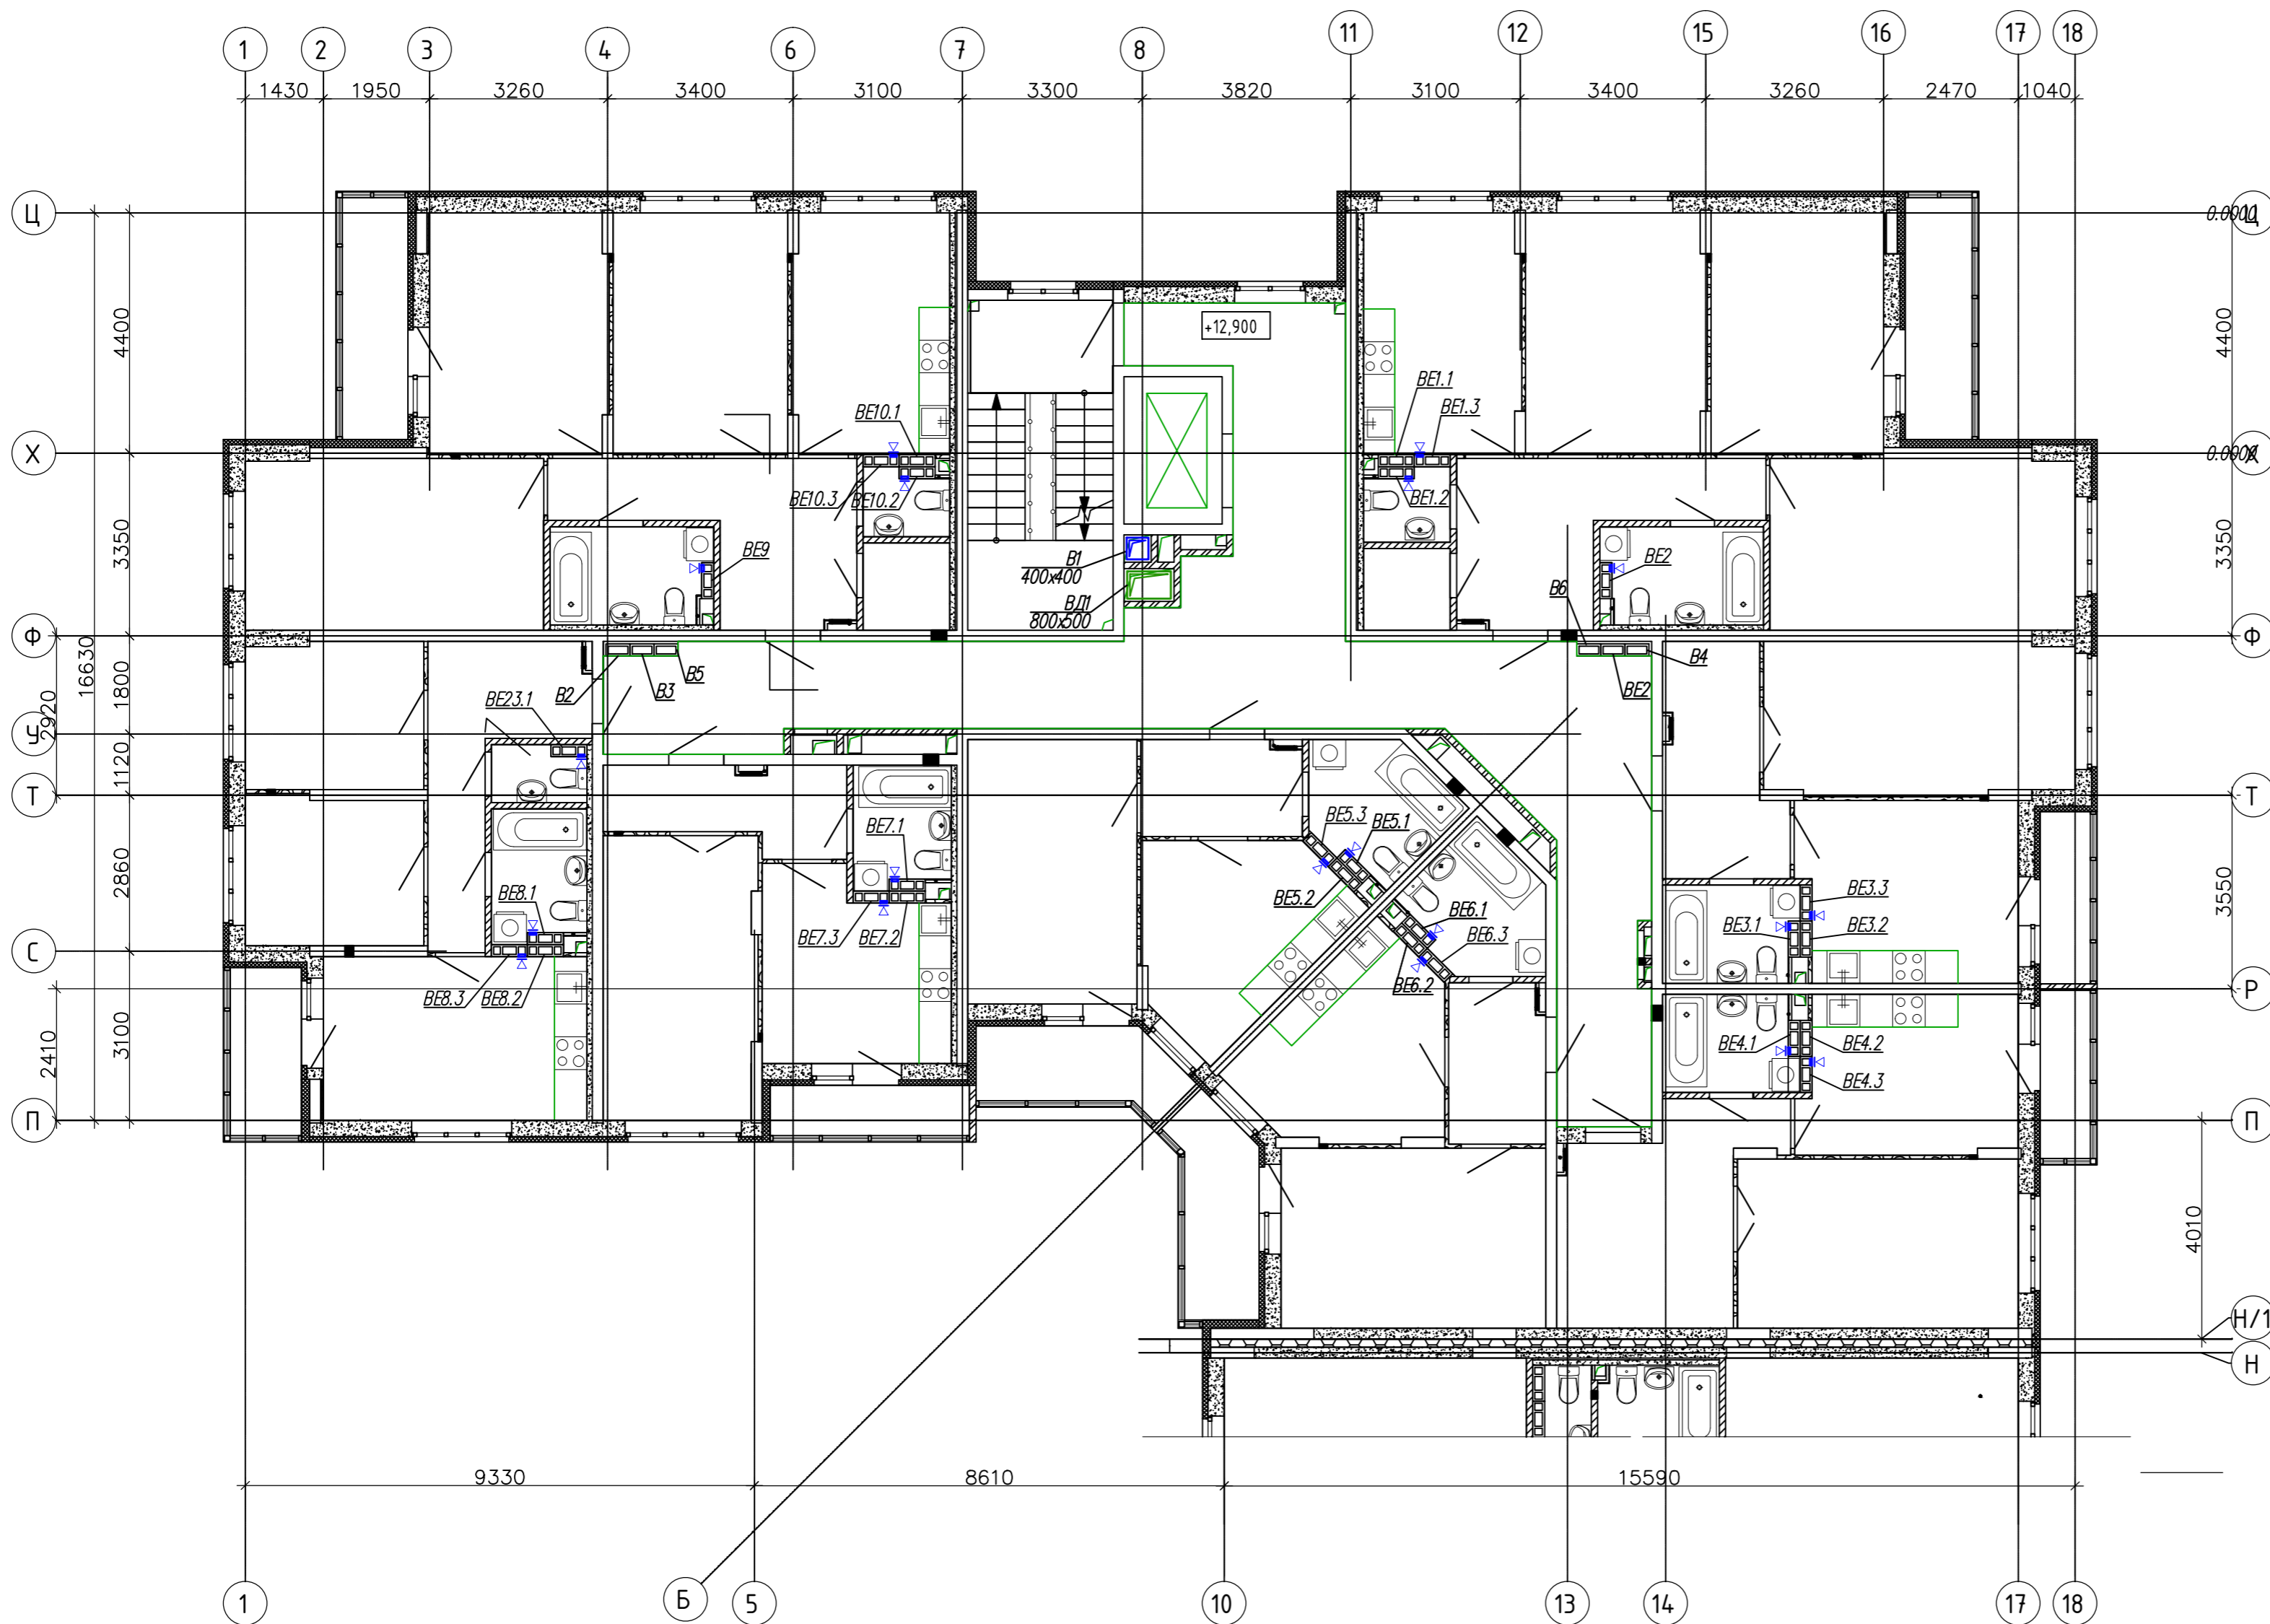 1 2 3 4 6 7 8 11 12 15 16 17 18
1430 1950 3260 3400 3100 3300 3820 3100 3400 3260 2470 1040
Ц
0.0000
Ц
+12,900
4400
4400
ВЕ10.1
ВЕ1.1
ВЕ1.3
Х
0.0000
Х
ВЕ10.3
ВЕ10.2
ВЕ1.2
3350
ВЕ9
В1
400х400
ВЕ2
3350
ВД1
800х500
В6
Ф
Ф
16630
2920
1800
В2
В3
В5
ВЕ2
В4
ВЕ23.1
У
1120
Т
Т
ВЕ7.1
ВЕ5.3
ВЕ5.1
2860
ВЕ8.1
ВЕ5.2
ВЕ3.3
3550
ВЕ7.3
ВЕ7.2
ВЕ6.1
ВЕ6.3
ВЕ3.1
ВЕ3.2
С
ВЕ8.3
ВЕ8.2
ВЕ6.2
Р
2410
3100
ВЕ4.1
ВЕ4.2
ВЕ4.3
П
П
4010
Н/1
Н
9330 8610 15590
1 Б 5 10 13 14 17 18